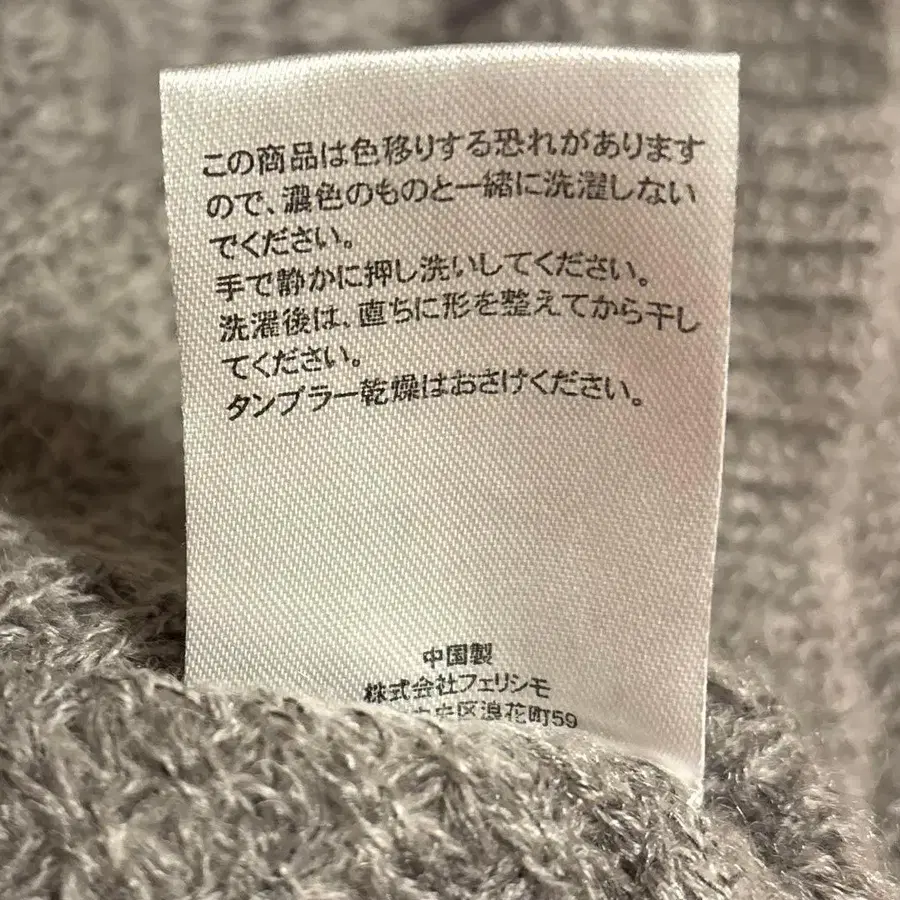 この商品は色移りする恐れがあります
ので、濃色のものと一緒に洗濯しない
でください。
手で静かに押し洗いしてください。
洗濯後は、直ちに形を整えてから干し
てください。
タンブラー乾燥はおさけください。
中国製
株式会社フェリシモ
中央区浪花町59